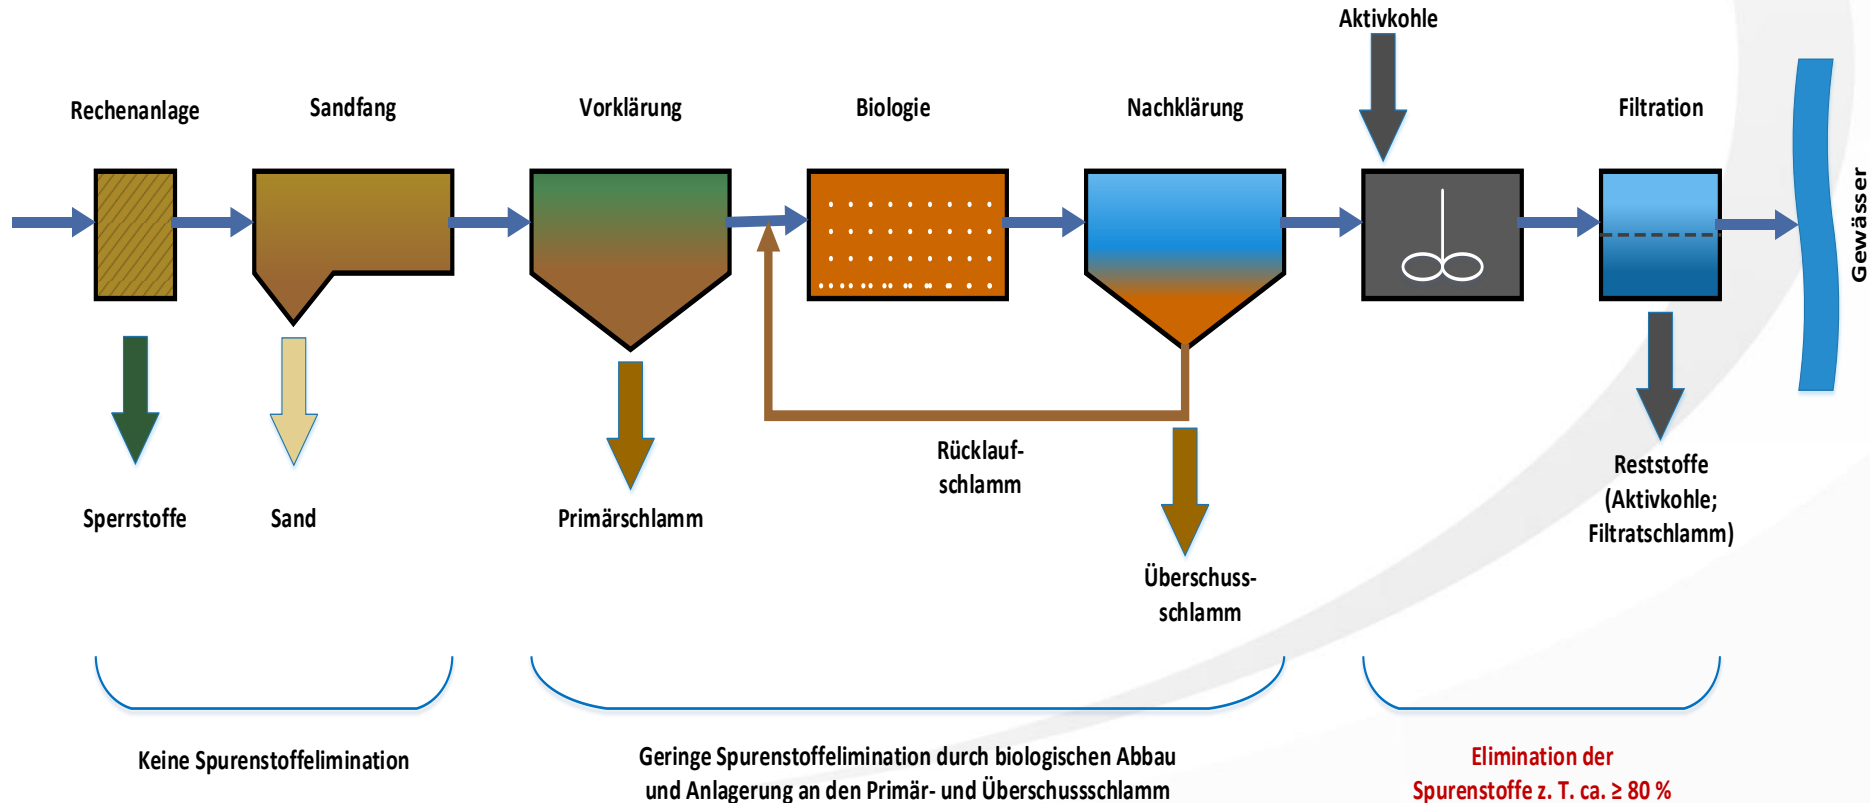 Aktivkohle
Rechenanlage
Sandfang
Vorklärung
Biologie
Nachklärung
Filtration
Gewässer
Rücklauf-
schlamm
Reststoffe
(Aktivkohle;
Filtratschlamm)
Sperrstoffe
Sand
Primärschlamm
Überschuss-
schlamm
Keine Spurenstoffelimination
Geringe Spurenstoffelimination durch biologischen Abbau
und Anlagerung an den Primär- und Überschussschlamm
Elimination der
Spurenstoffe z. T. ca. ≥ 80 %